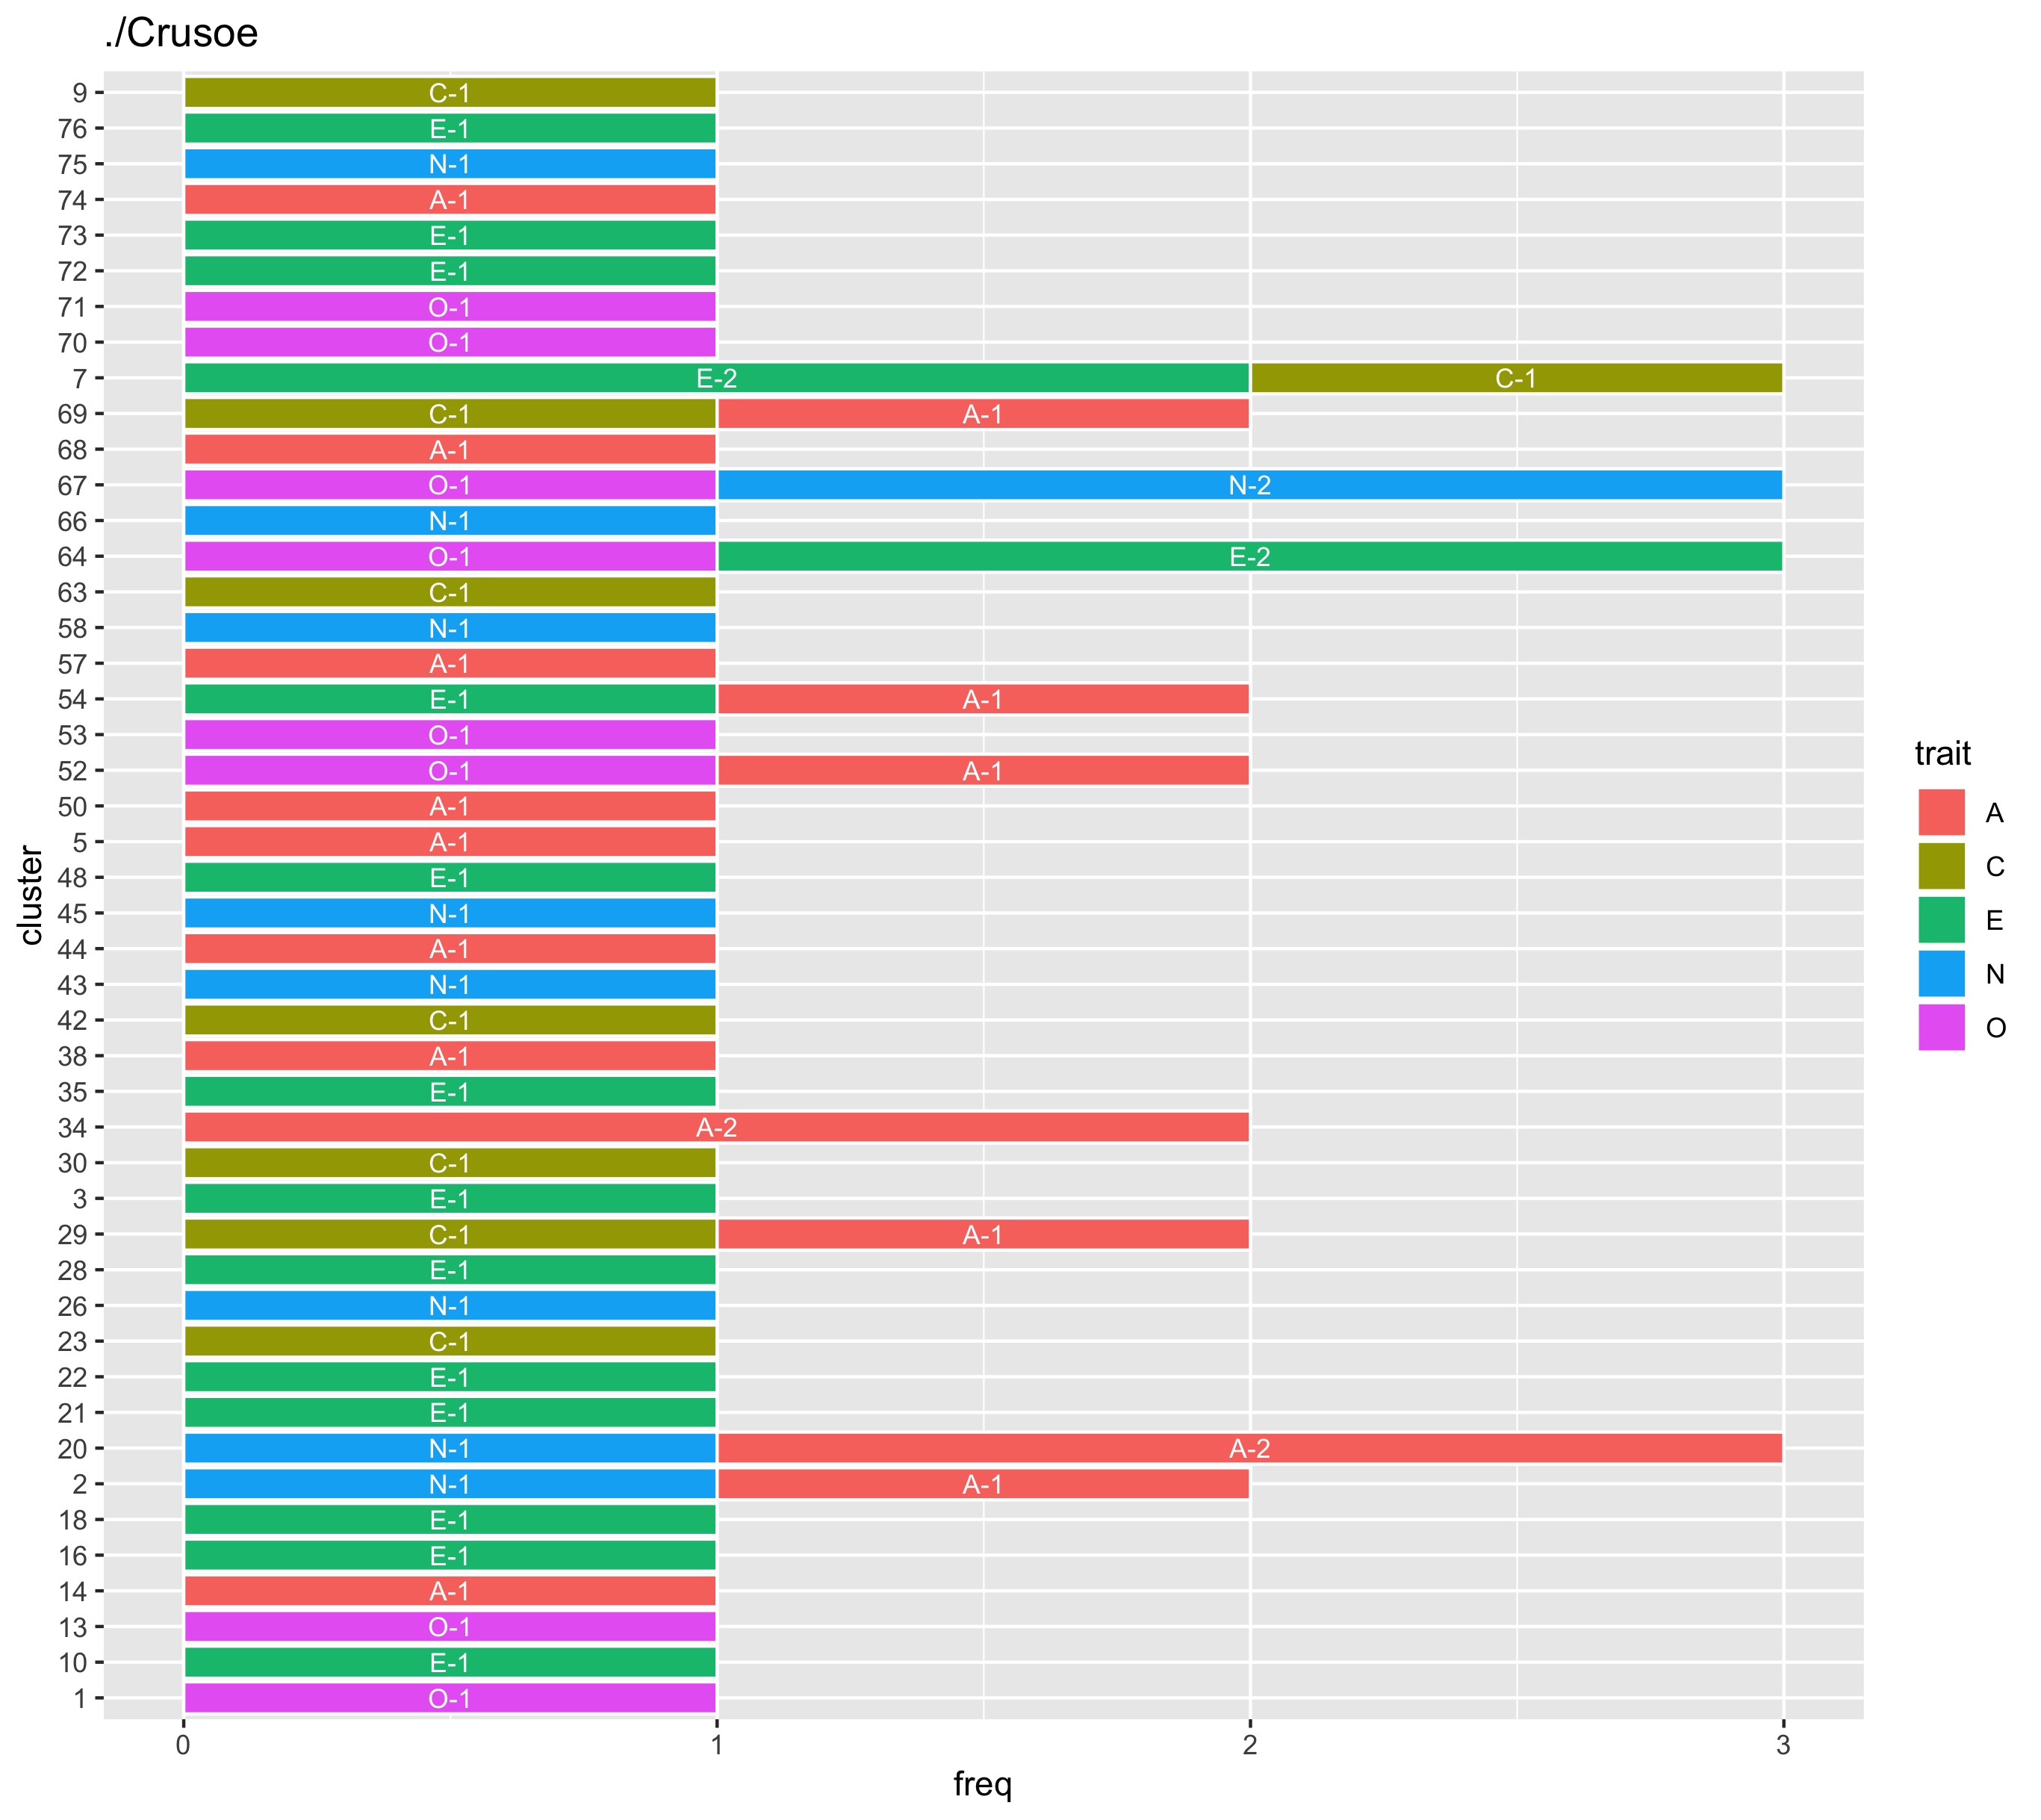 ./Crusoe
9 C-1
76 E-1
75 N-1
74 A-1
73 E-1
72 E-1
71 O-1
70 O-1
7 E-2 C-1
69 C-1 A-1
68 A-1
67 O-1 N-2
66 N-1
64 O-1 E-2
63 C-1
58 N-1
57 A-1
54 E-1 A-1
53 O-1
52 O-1 A-1
50 A-1
5 A-1
48 E-1
45 N-1
44 A-1
43 N-1
42 C-1
38 A-1
35 E-1
34 A-2
30 C-1
3 E-1
29 C-1 A-1
28 E-1
26 N-1
23 C-1
22 E-1
21 E-1
20 N-1 A-2
2 N-1 A-1
18 E-1
16 E-1
14 A-1
13 O-1
10 E-1
1 O-1
0 1 2 3
freq
cluster
trait
A
C
E
N
O